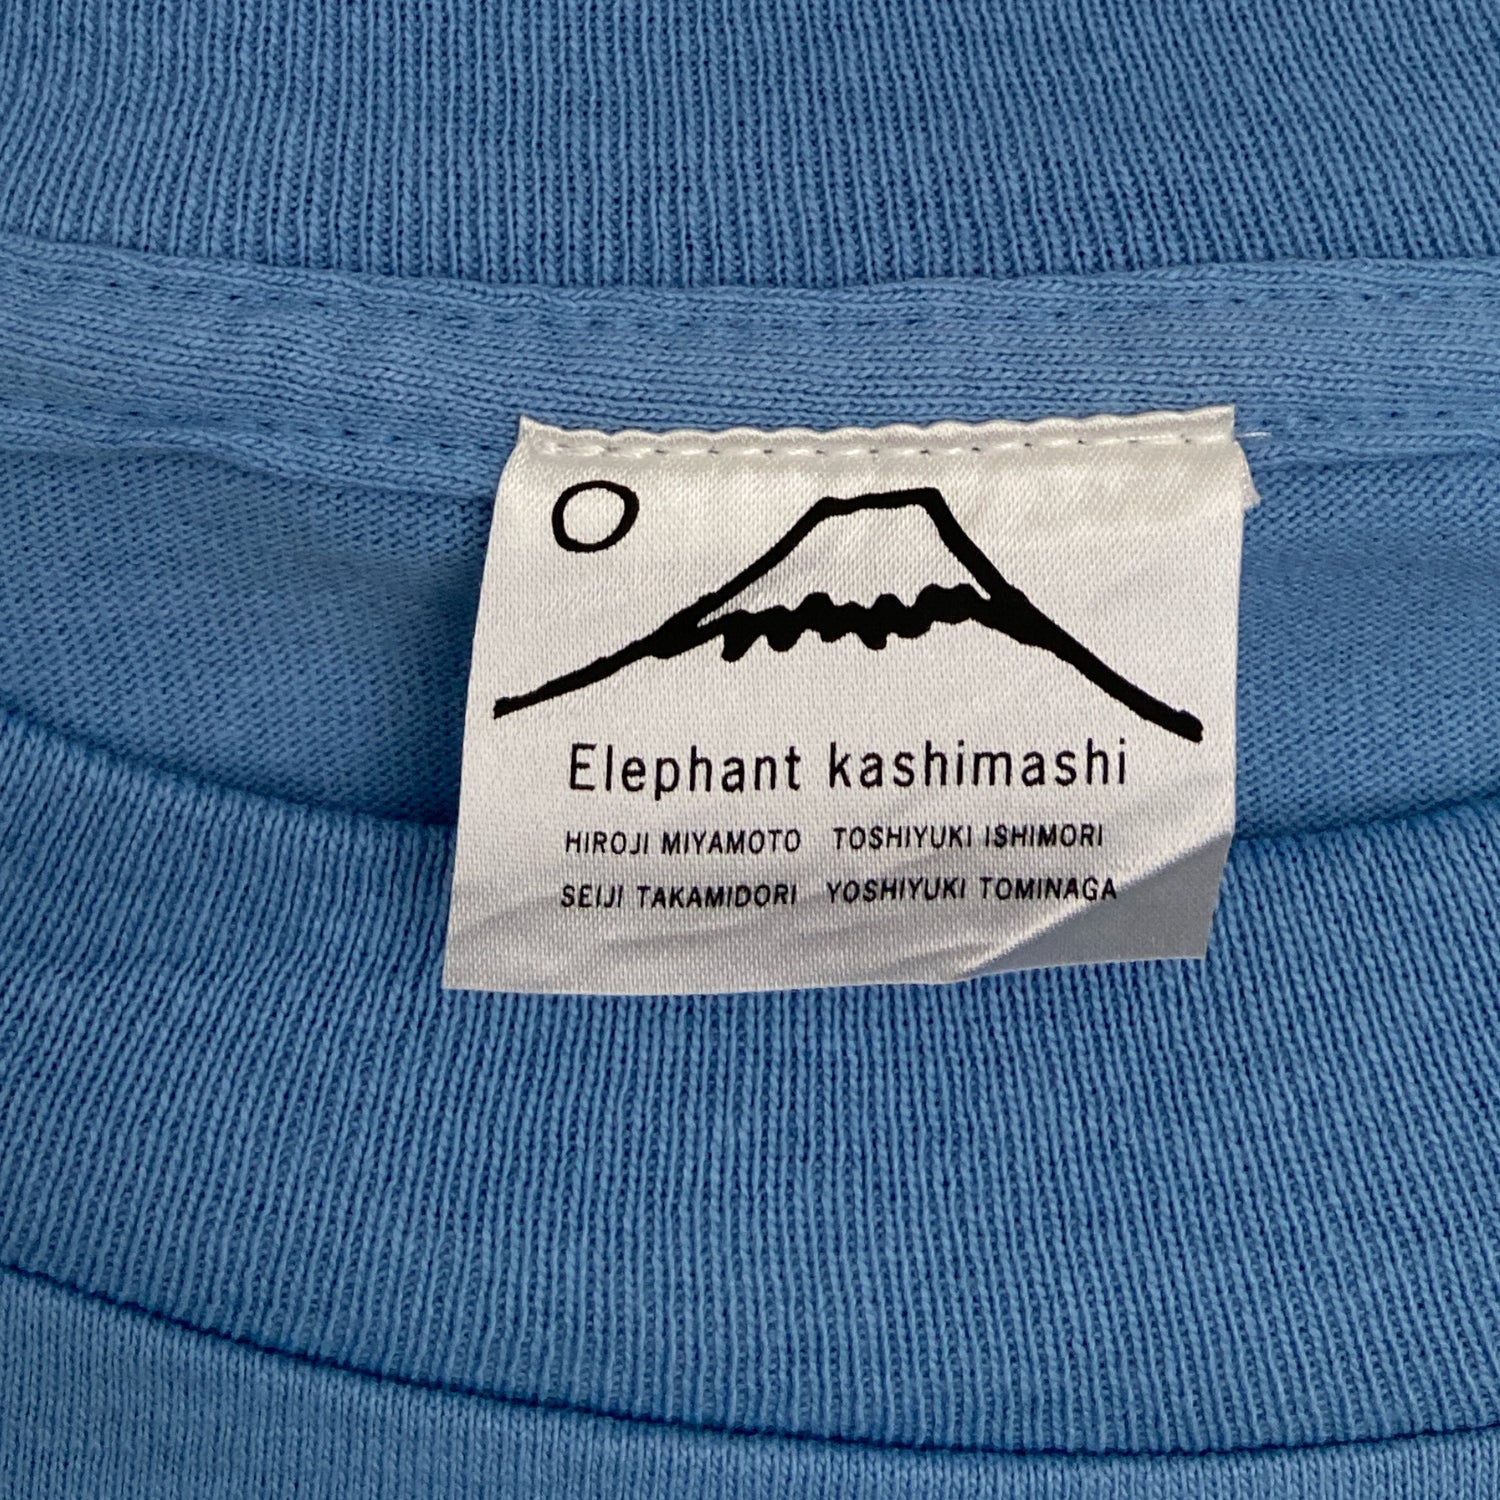 Elephant kashimashi
HIROJI MIYAMOTO TOSHIYUKI ISHIMORI
SEIJI TAKAMIDORI YOSHIYUKI TOMINAGA